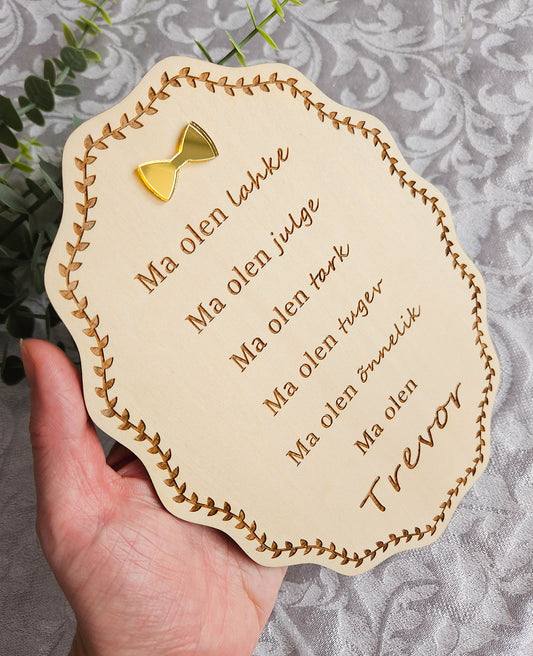 Ma olen lahke
Ma olen julge
Ma olen tark
Ma olen tugev
Ma olen õnnelik
Ma olen
Trevor